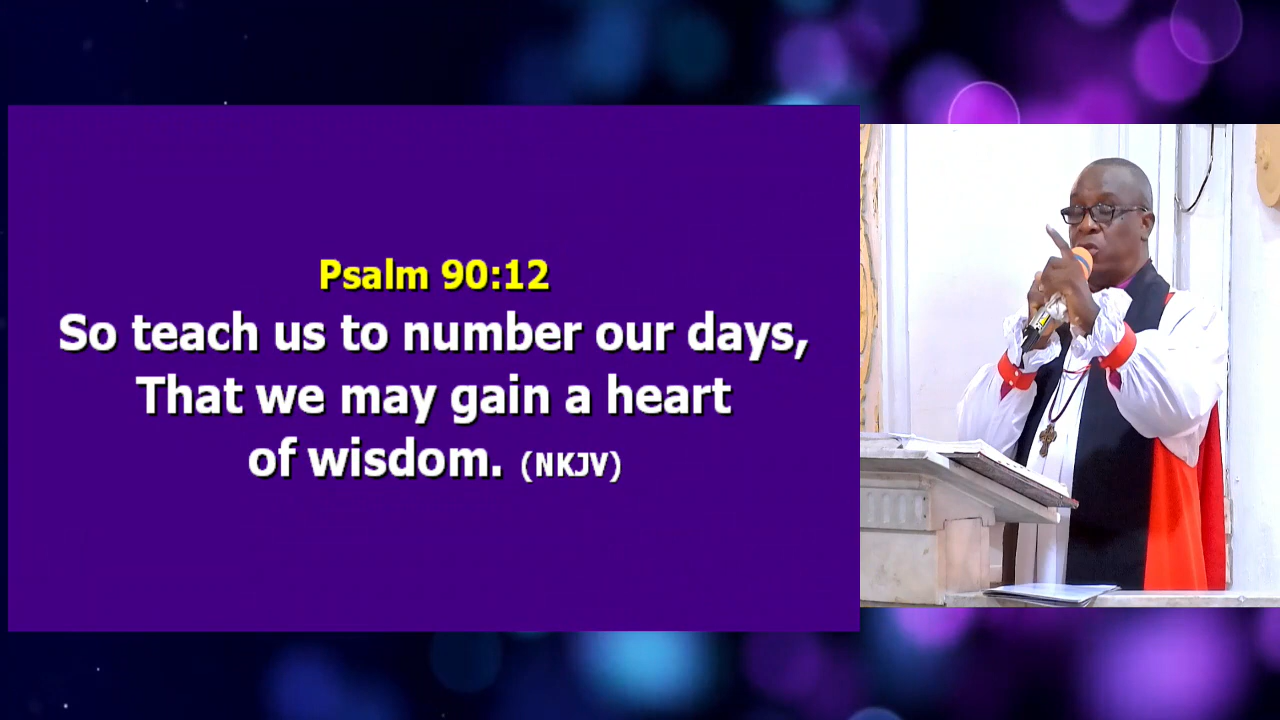 Psalm 90:12
So teach us to number our days,
That we may gain a heart
of wisdom. (NKJV)